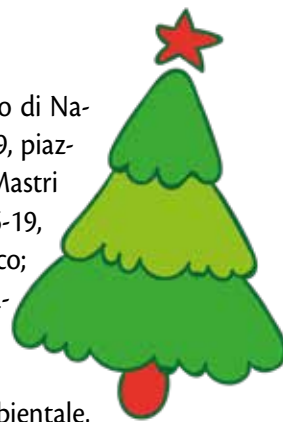 o di Na-
9, piaz-
Mastri
-19,
co;
-
bientale.